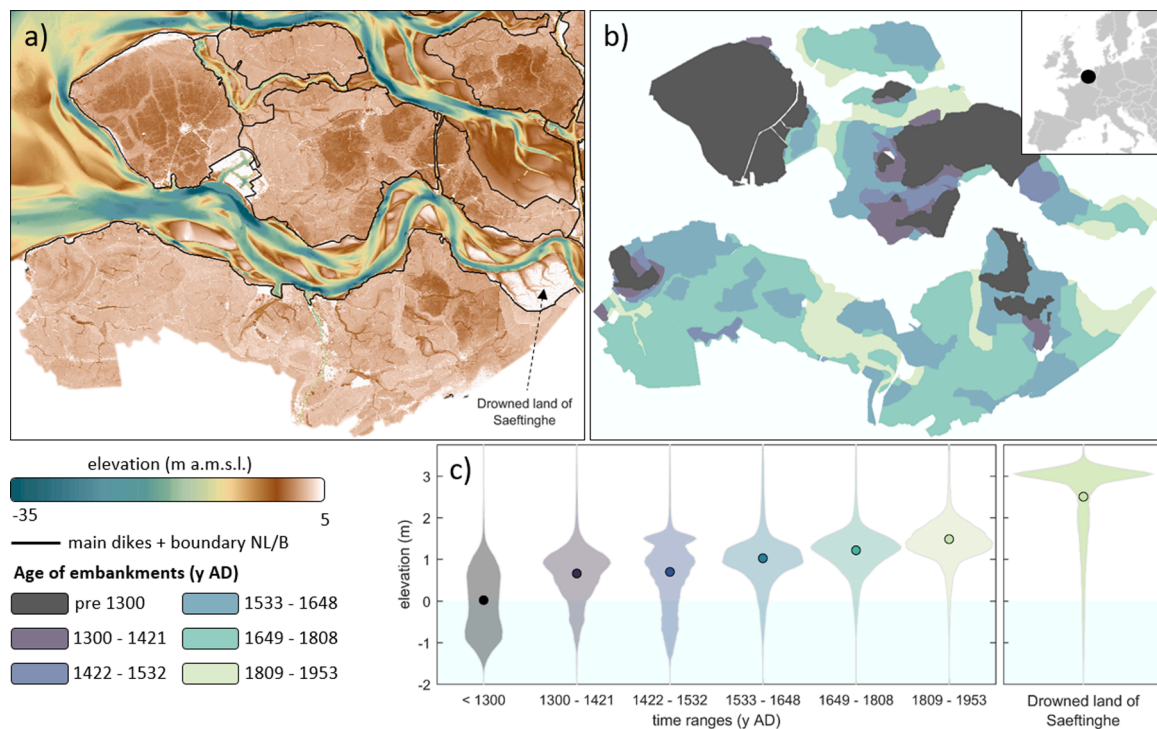 a)
Drowned land of
Saeftinghe
b)
elevation (m a.m.s.l.)
-35
5
main dikes + boundary NL/B
Age of embankments (y AD)
pre 1300
1533 - 1648
1300 - 1421
1649 - 1808
1422 - 1532
1809 - 1953
c)
elevation (m)
3
2
1
0
-1
-2
< 1300
1300 - 1421
1422 - 1532
1533 - 1648
1649 - 1808
1809 - 1953
time ranges (y AD)
Drowned land of
Saeftinghe